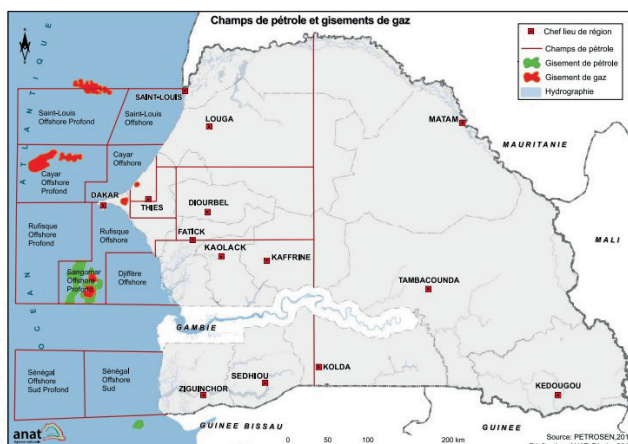 Champs de pétrole et gisements de gaz
Chef lieu de région
Champs de pétrole
Gisement de pétrole
Gisement de gaz
Hydrographie
SAINT-LOUIS
Saint-Louis
Offshore Profond
Saint-Louis
Offshore
LOUGA
MATAM
MAURITANIE
Cayar
Offshore
Profond
Cayar
Offshore
DAKAR
THIES
DIOURBEL
MALI
Rufisque
Offshore
Profond
Rufisque
Offshore
FATICK
KAOLACK
KAFFRINE
Sangomar
Offshore
Profond
Djiffère
Offshore
TAMBACOUNDA
OCEAN
ATLANTIQUE
GAMBIE
Sénégal
Offshore
Sud Profond
Sénégal
Offshore
Sud
KOLDA
SEDHIOU
ZIGUINCHOR
KEDOUGOU
GUINEE BISSAU
GUINEE
0 50 100 200 km
anat
Source: PETROSEN,201